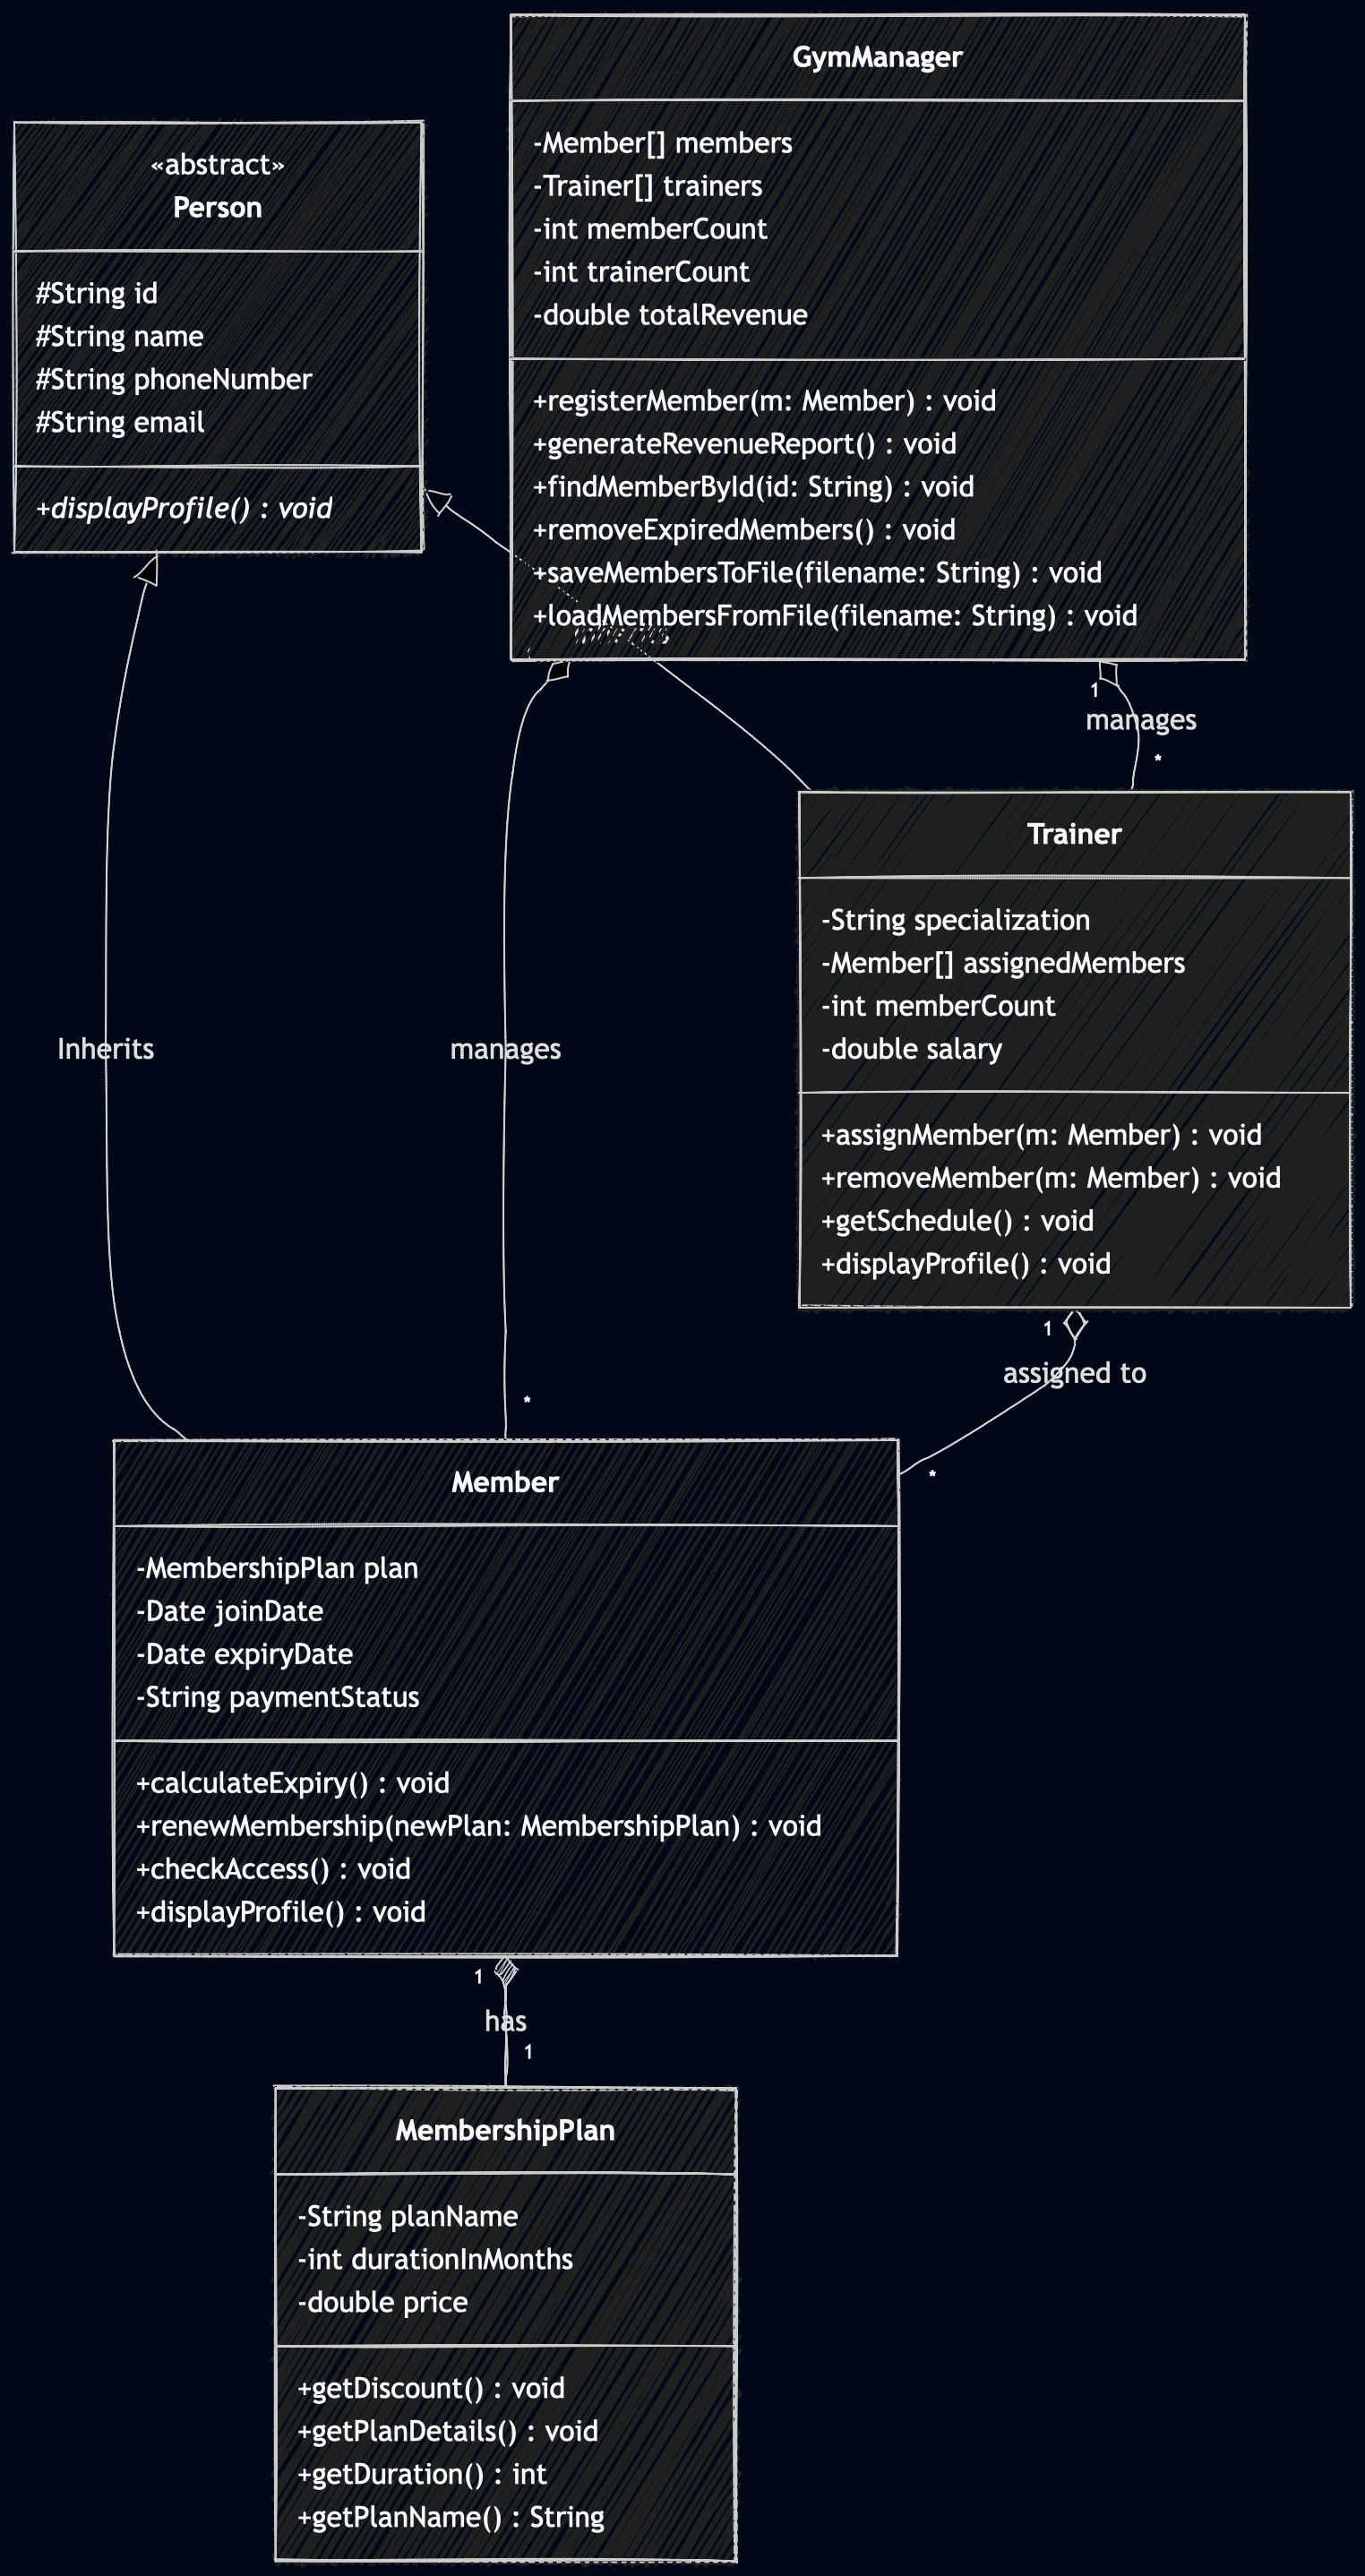 GymManager
-Member[] members
-Trainer[] trainers
-int memberCount
-int trainerCount
-double totalRevenue
+registerMember(m: Member) : void
+generateRevenueReport() : void
+findMemberById(id: String) : void
+removeExpiredMembers() : void
+saveMembersToFile(filename: String) : void
+loadMembersFromFile(filename: String) : void
«abstract»
Person
#String id
#String name
#String phoneNumber
#String email
+displayProfile() : void
1
manages
*
Trainer
-String specialization
-Member[] assignedMembers
-int memberCount
-double salary
+assignMember(m: Member) : void
+removeMember(m: Member) : void
+getSchedule() : void
+displayProfile() : void
Inherits
manages
*
1
assigned to
*
Member
-MembershipPlan plan
-Date joinDate
-Date expiryDate
-String paymentStatus
+calculateExpiry() : void
+renewMembership(newPlan: MembershipPlan) : void
+checkAccess() : void
+displayProfile() : void
1
has
1
MembershipPlan
-String planName
-int durationInMonths
-double price
+getDiscount() : void
+getPlanDetails() : void
+getDuration() : int
+getPlanName() : String